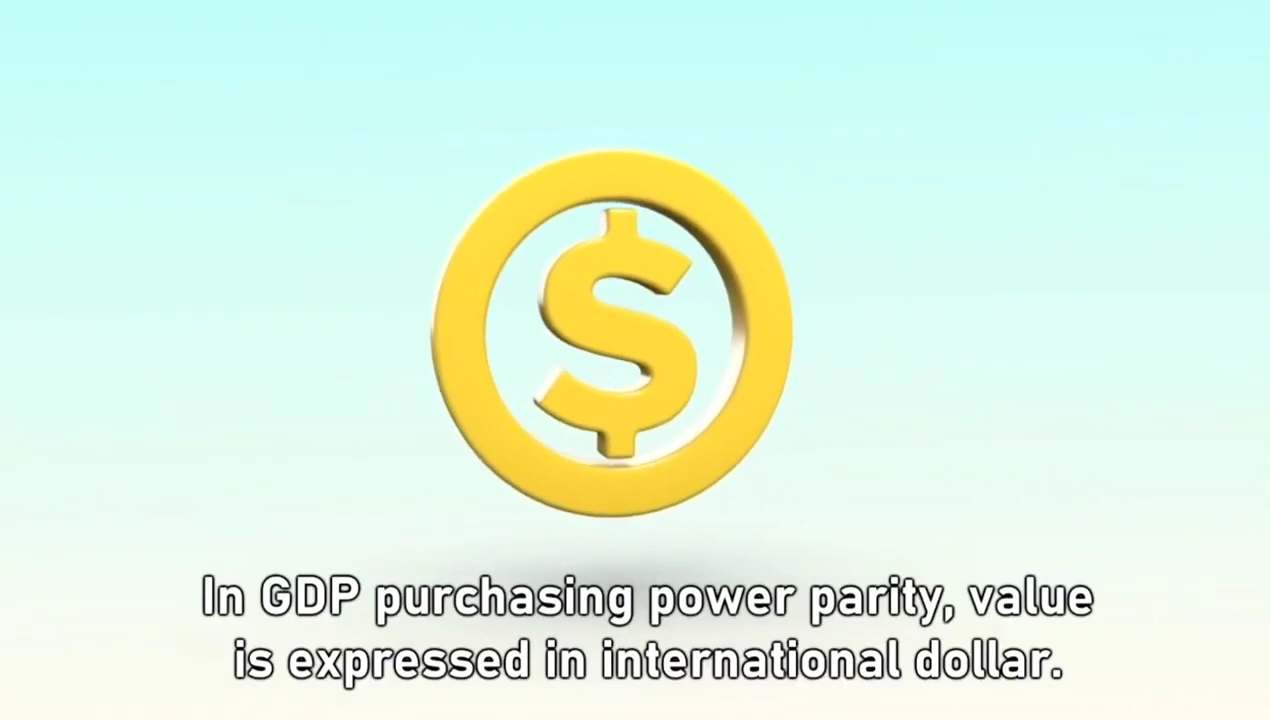 $
In GDP purchasing power parity, value
is expressed in international dollar.